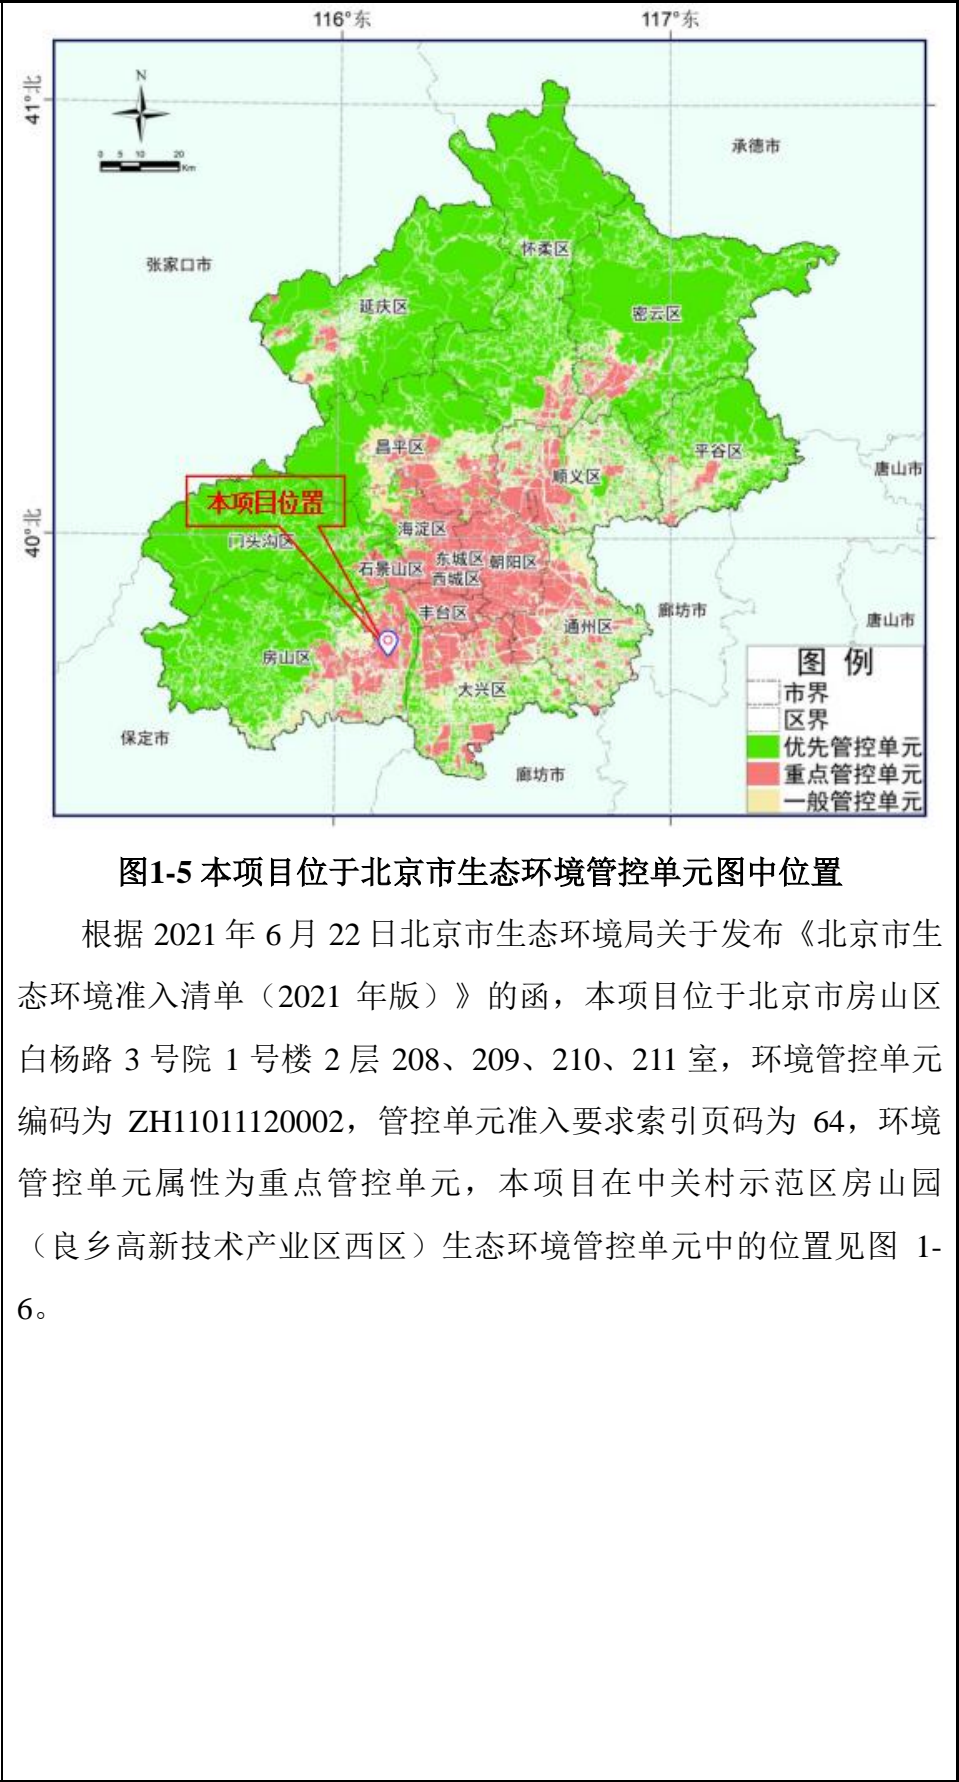 116°东
117°东
41°北
N
0 5 10 20
Km
承德市
怀柔区
张家口市
延庆区
密云区
昌平区
平谷区
唐山市
顺义区
本项目位置
40°北
海淀区
门头沟区
东城区
朝阳区
石景山区
西城区
丰台区
廊坊市
唐山市
通州区
房山区
大兴区
保定市
廊坊市
图 例
市界
区界
优先管控单元
重点管控单元
一般管控单元
图1-5 本项目位于北京市生态环境管控单元图中位置
根据 2021 年 6 月 22 日北京市生态环境局关于发布《北京市生
态环境准入清单（2021 年版）》的函，本项目位于北京市房山区
白杨路 3 号院 1 号楼 2 层 208、209、210、211 室，环境管控单元
编码为 ZH11011120002，管控单元准入要求索引页码为 64，环境
管控单元属性为重点管控单元，本项目在中关村示范区房山园
（良乡高新技术产业区西区）生态环境管控单元中的位置见图 1-
6。